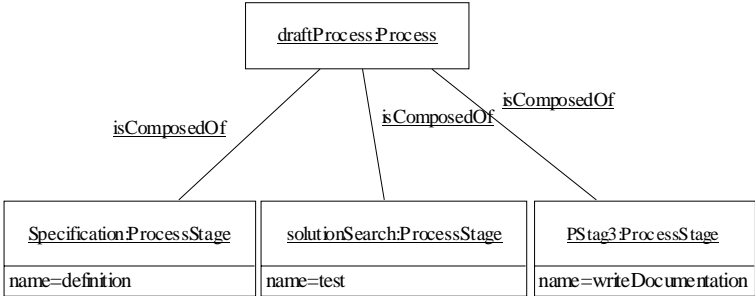 draftProcess:Process
isComposedOf
isComposedOf
isComposedOf
Specification:ProcessStage
solutionSearch:ProcessStage
PStag3:ProcessStage
name=definition
name=test
name=writeDocumentation